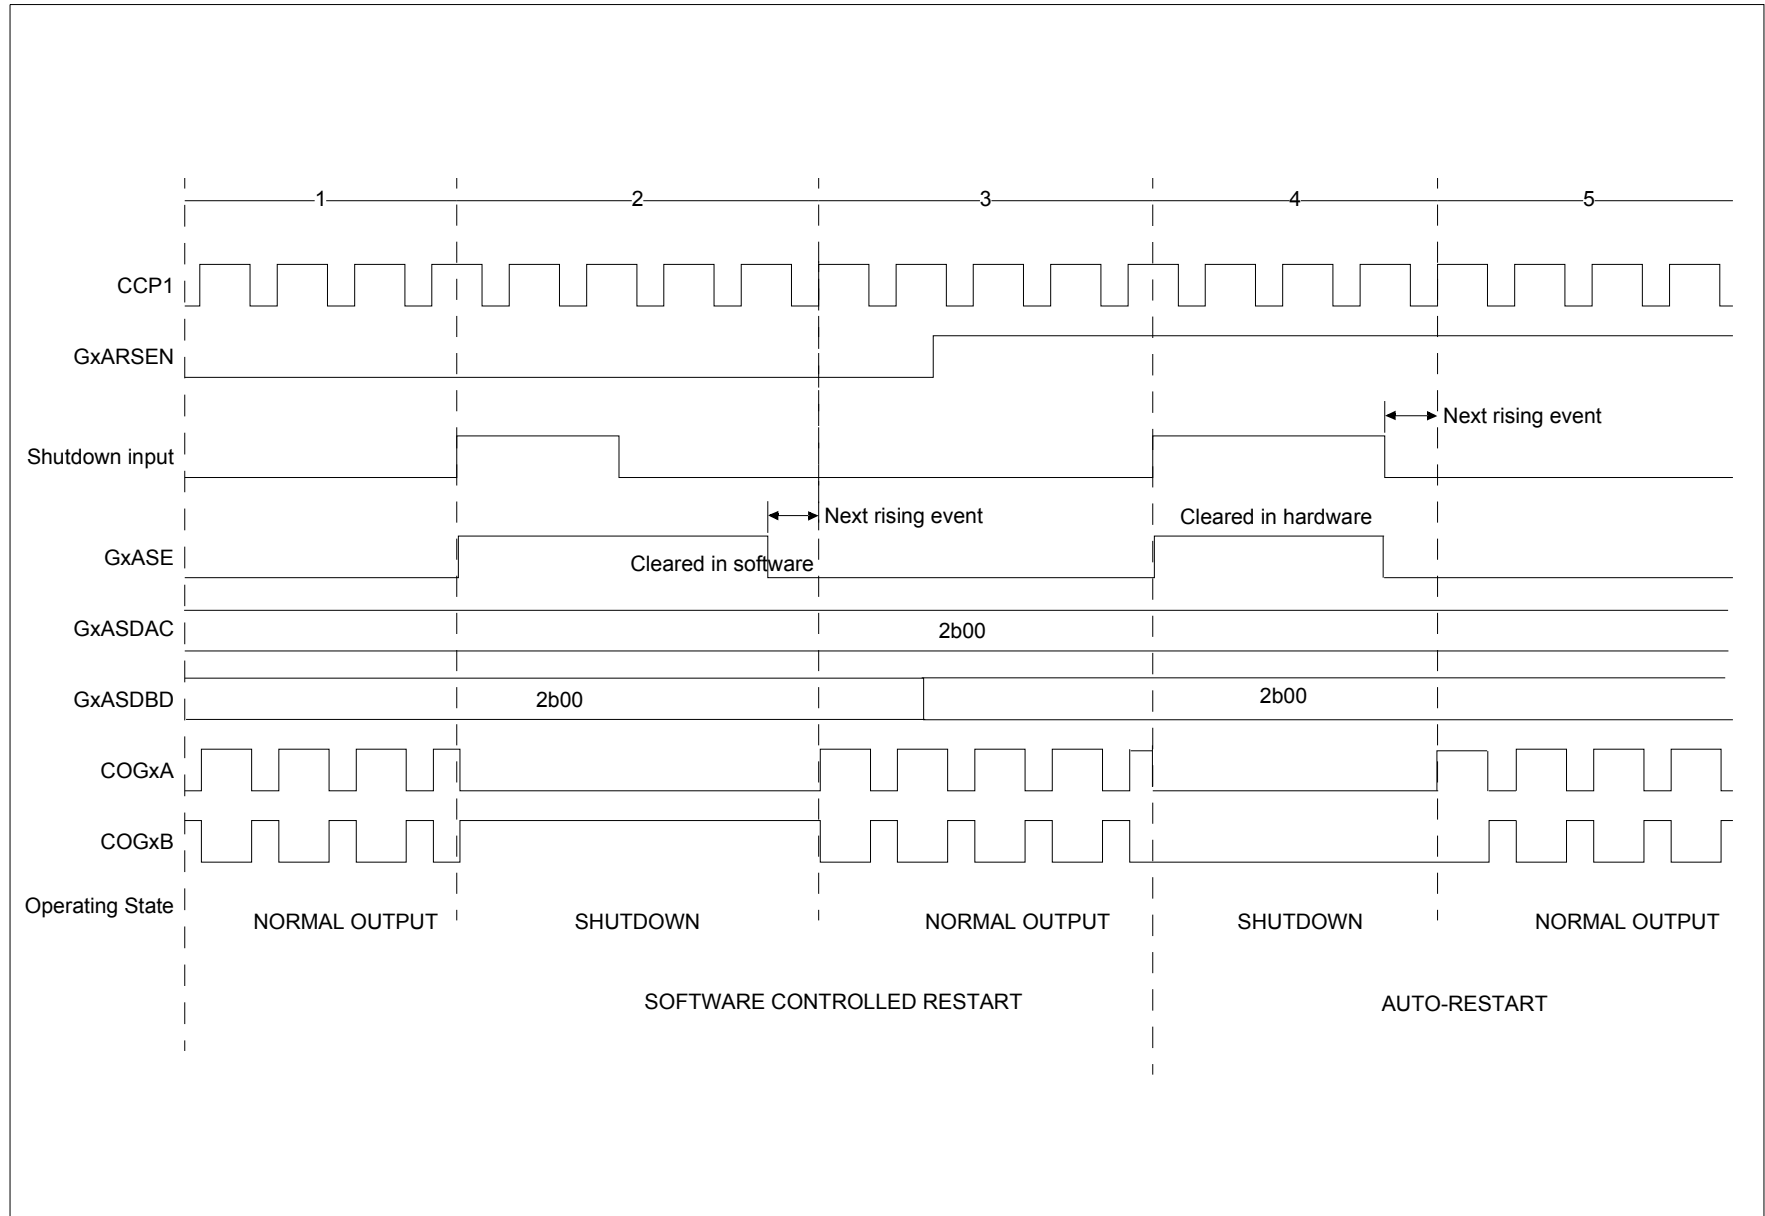 1 2 3 4 5
CCP1
GxARSEN
Next rising event
Shutdown input
Next rising event Cleared in hardware
GxASE
Cleared in software
GxASDAC 2b00
GxASDBD 2b00 2b00
COGxA
COGxB
Operating State
NORMAL OUTPUT SHUTDOWN NORMAL OUTPUT SHUTDOWN NORMAL OUTPUT
SOFTWARE CONTROLLED RESTART AUTO-RESTART